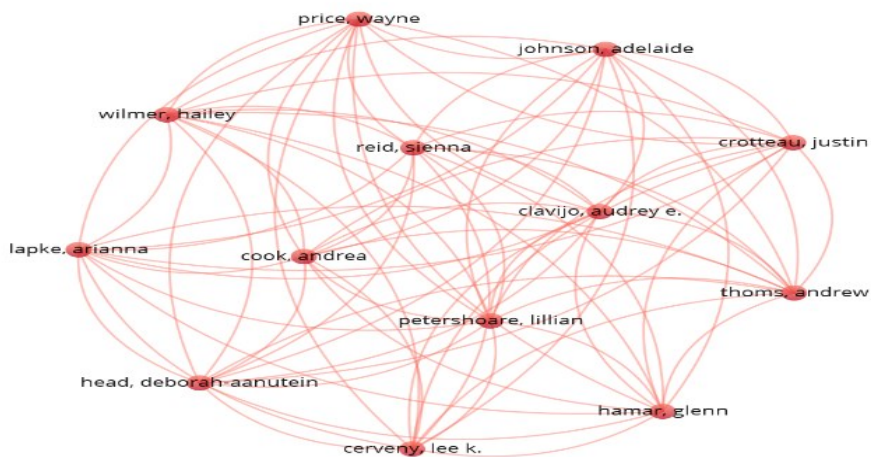 price, wayne
johnson, adelaide
wilmer, hailey
reid, sienna
crotteau, justin
clavijo, audrey e.
lapke, arianna
cook, andrea
thoms, andrew
petershoare, lillian
head, deborah-aanutein
hamar, glenn
cerveny, lee k.